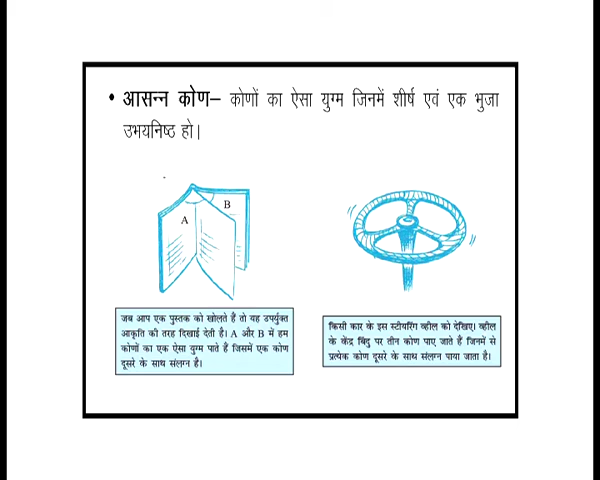 • आसन्न कोण– कोणों का ऐसा युग्म जिनमें शीर्ष एवं एक भुजा
उभयनिष्ठ हो।
A
B
जब आप एक पुस्तक को खोलते हैं तो यह उपर्युक्त
आकृति की तरह दिखाई देती है। A और B में हम
कोणों का एक ऐसा युग्म पाते हैं जिसमें एक कोण
दूसरे के साथ संलग्न है।
किसी कार के इस स्टीयरिंग व्हील को देखिए। व्हील
के केंद्र बिंदु पर तीन कोण पाए जाते हैं जिनमें से
प्रत्येक कोण दूसरे के साथ संलग्न पाया जाता है।